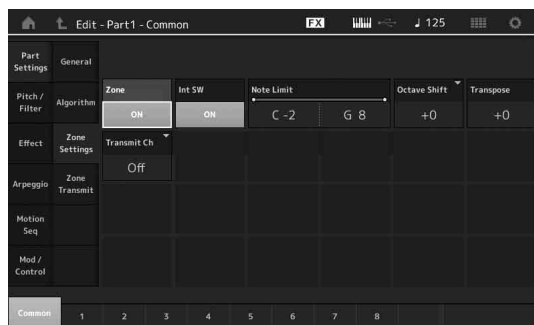 Edit - Part1 - Common FX ♩ 125
Part Settings
General
Pitch / Filter
Algorithm
Zone
Int SW
Note Limit
Octave Shift
Transpose
ON
ON
C -2
G 8
+0
+0
Effect
Zone Settings
Transmit Ch
Off
Arpeggio
Zone Transmit
Motion Seq
Mod / Control
Common 1 2 3 4 5 6 7 8